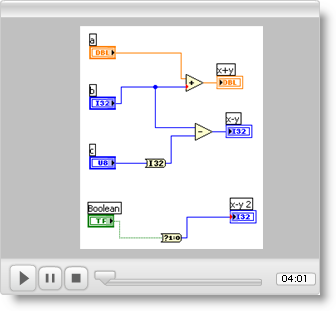 a
DBL
x+y
+
DBL
b
I32
x-y
-
I32
c
U8
I32
Boolean
TF
?1:0
x-y 2
I32
04:01